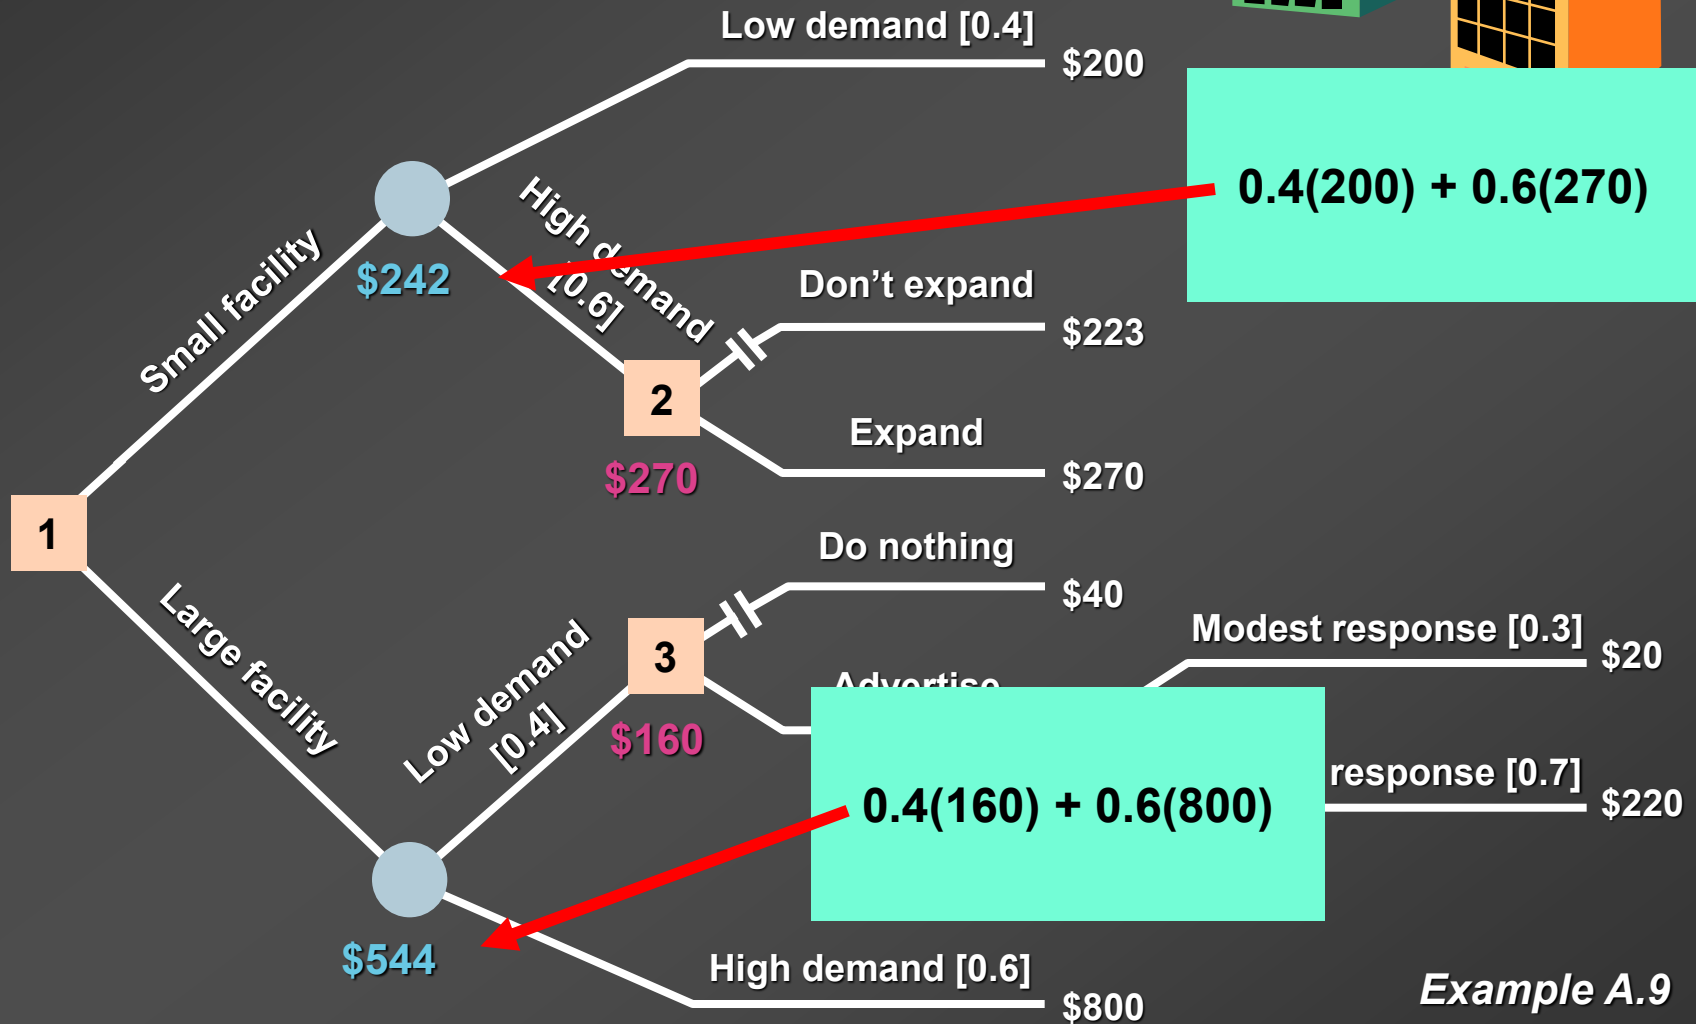 Low demand [0.4]
$200
0.4(200) + 0.6(270)
High demand
[0.6]
Small facility
$242
Don’t expand
$223
2
Expand
$270
$270
1
Do nothing
$40
Large facility
Low demand
[0.4]
3
Modest response [0.3]
$20
Advertise
$160
response [0.7]
$220
0.4(160) + 0.6(800)
$544
High demand [0.6]
$800
Example A.9